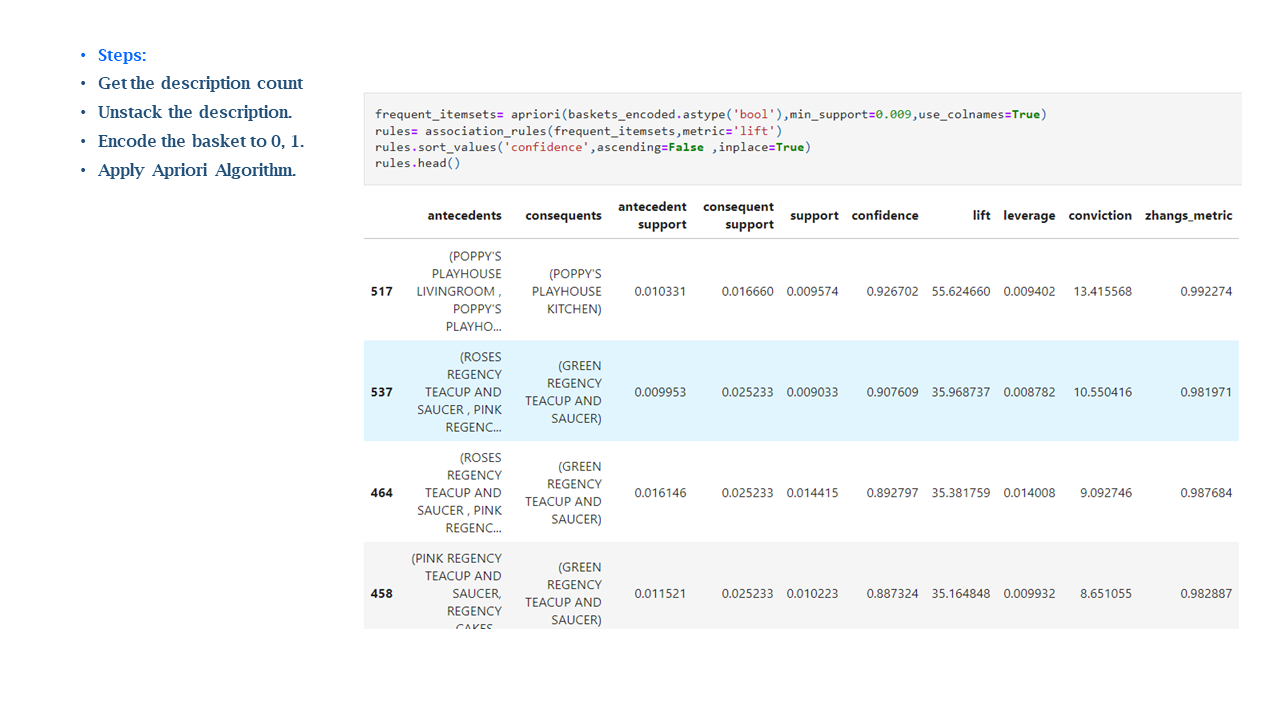 • Steps:
• Get the description count
• Unstack the description.
• Encode the basket to 0, 1.
• Apply Apriori Algorithm.
frequent_itemsets= apriori(baskets_encoded.astype('bool'),min_support=0.009,use_colnames=True)
rules= association_rules(frequent_itemsets,metric='lift')
rules.sort_values('confidence',ascending=False ,inplace=True)
rules.head()
antecedents consequents antecedent support consequent support support confidence lift leverage conviction zhangs_metric
(POPPY'S
PLAYHOUSE
LIVINGROOM ,
POPPY'S
PLAYHO...
(POPPY'S
PLAYHOUSE
KITCHEN)
517 0.010331 0.016660 0.009574 0.926702 55.624660 0.009402 13.415568 0.992274
(ROSES
REGENCY
TEACUP AND
SAUCER , PINK
REGENC...
(GREEN
REGENCY
TEACUP AND
SAUCER)
537 0.009953 0.025233 0.009033 0.907609 35.968737 0.008782 10.550416 0.981971
(ROSES
REGENCY
TEACUP AND
SAUCER , PINK
REGENC...
(GREEN
REGENCY
TEACUP AND
SAUCER)
464 0.016146 0.025233 0.014415 0.892797 35.381759 0.014008 9.092746 0.987684
(PINK REGENCY
TEACUP AND
SAUCER,
REGENCY
CAKES
(GREEN
REGENCY
TEACUP AND
SAUCER)
458 0.011521 0.025233 0.010223 0.887324 35.164848 0.009932 8.651055 0.982887